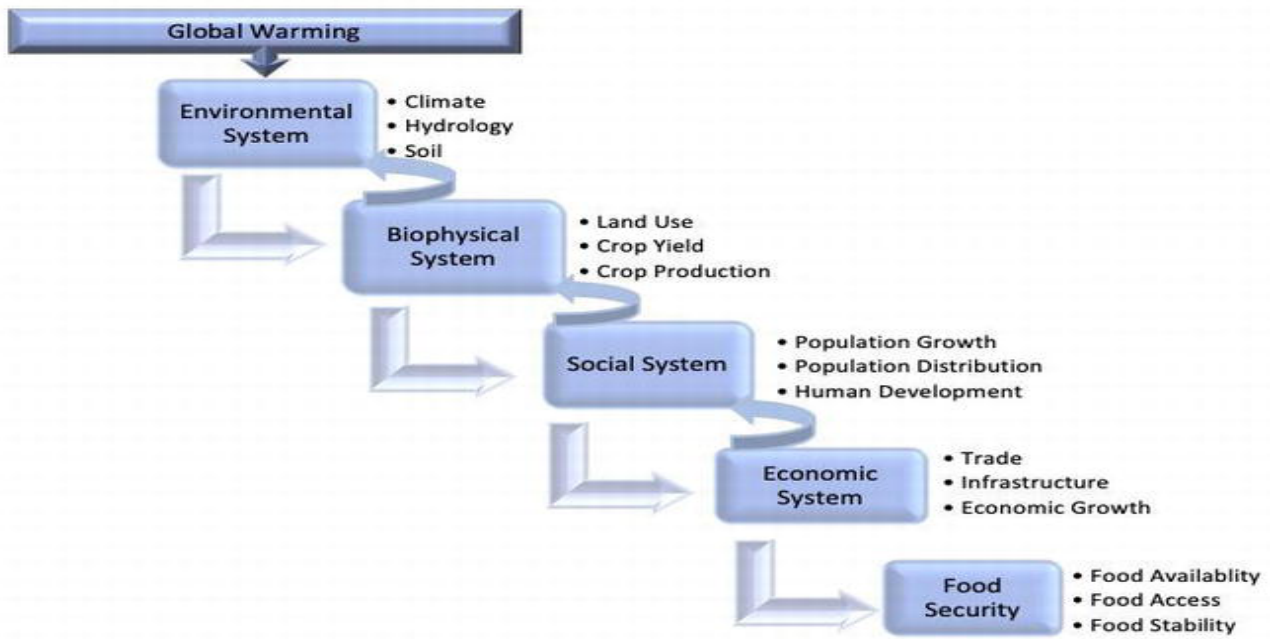 Global Warming
Environmental
System
• Climate
• Hydrology
• Soil
Biophysical
System
• Land Use
• Crop Yield
• Crop Production
Social System
• Population Growth
• Population Distribution
• Human Development
Economic
System
• Trade
• Infrastructure
• Economic Growth
Food
Security
• Food Availablity
• Food Access
• Food Stability